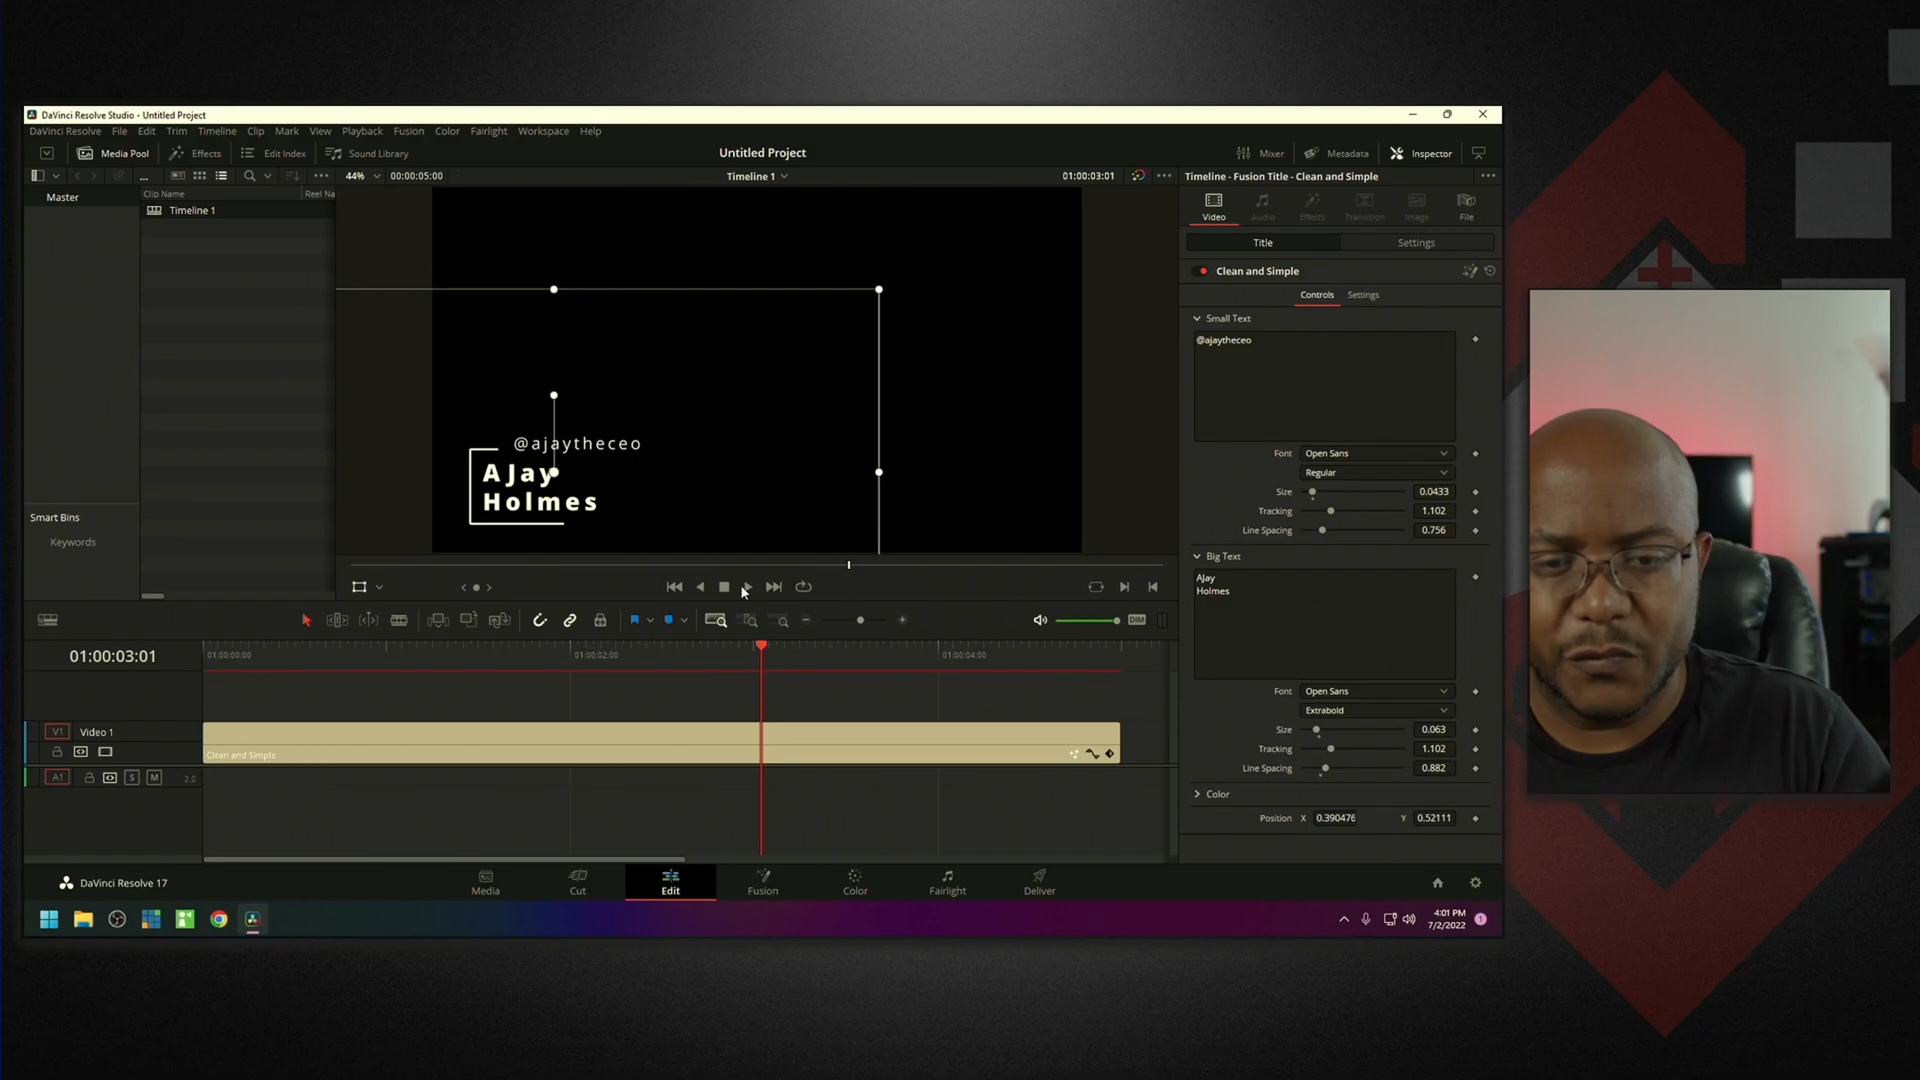 DaVinci Resolve Studio - Untitled Project
DaVinci Resolve File Edit Trim Timeline Clip Mark View Playback Fusion Color Fairlight Workspace Help
Media Pool Effects Edit Index Sound Library
Untitled Project
Mixer Metadata Inspector
44% 00:00:05:00
Timeline 1
01:00:03:01
Timeline - Fusion Title - Clean and Simple
Master
Clip Name Reel Na
Timeline 1
Video Audio Effects Transition Image File
Title Settings
Clean and Simple
Controls Settings
Small Text
@ajaytheceo
Font Open Sans
Regular
Size 0.0433
Tracking 1.102
Line Spacing 0.756
@ajaytheceo
AJay
Holmes
Big Text
AJay
Holmes
Font Open Sans
Extrabold
Size 0.063
Tracking 1.102
Line Spacing 0.882
Color
Position X 0.390476 Y 0.52111
Smart Bins
Keywords
DIM
01:00:03:01
01:00:00:00 01:00:02:00 01:00:04:00
V1 Video 1
Clean and Simple
A1 S M 2.0
DaVinci Resolve 17
Media Cut Edit Fusion Color Fairlight Deliver
4:01 PM
7/2/2022
1